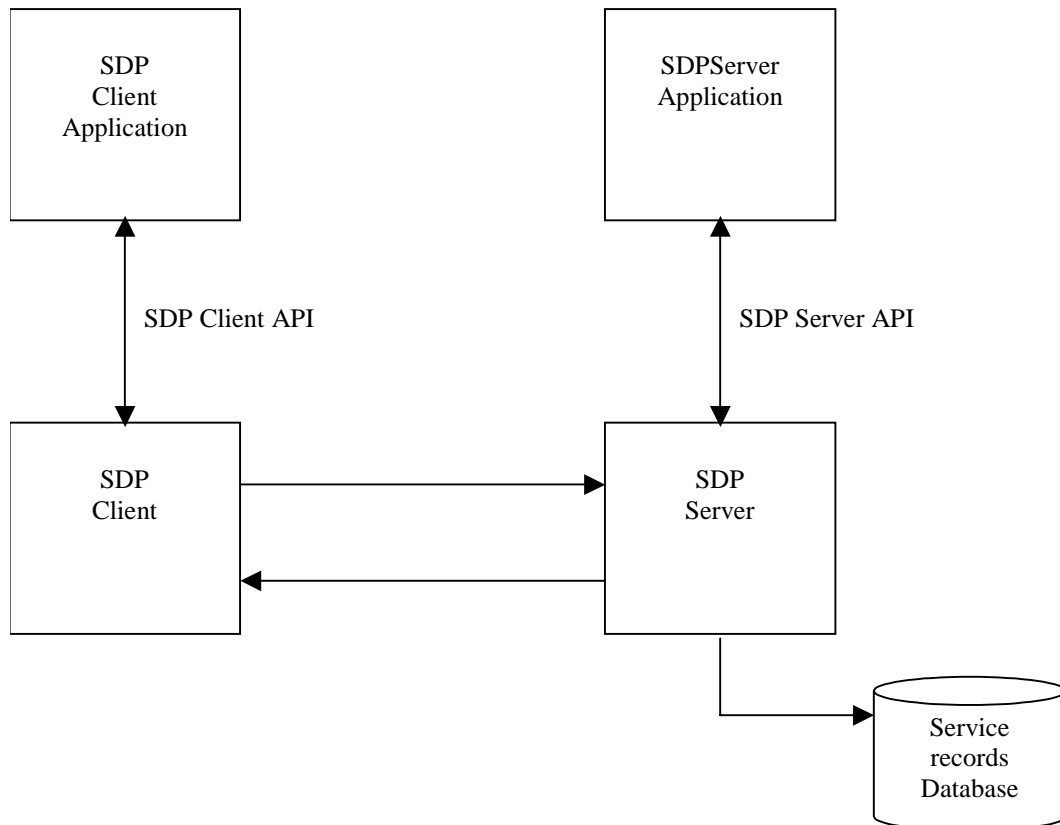 SDP
Client
Application
SDPServer
Application
SDP Client API
SDP Server API
SDP
Client
SDP
Server
Service
records
Database